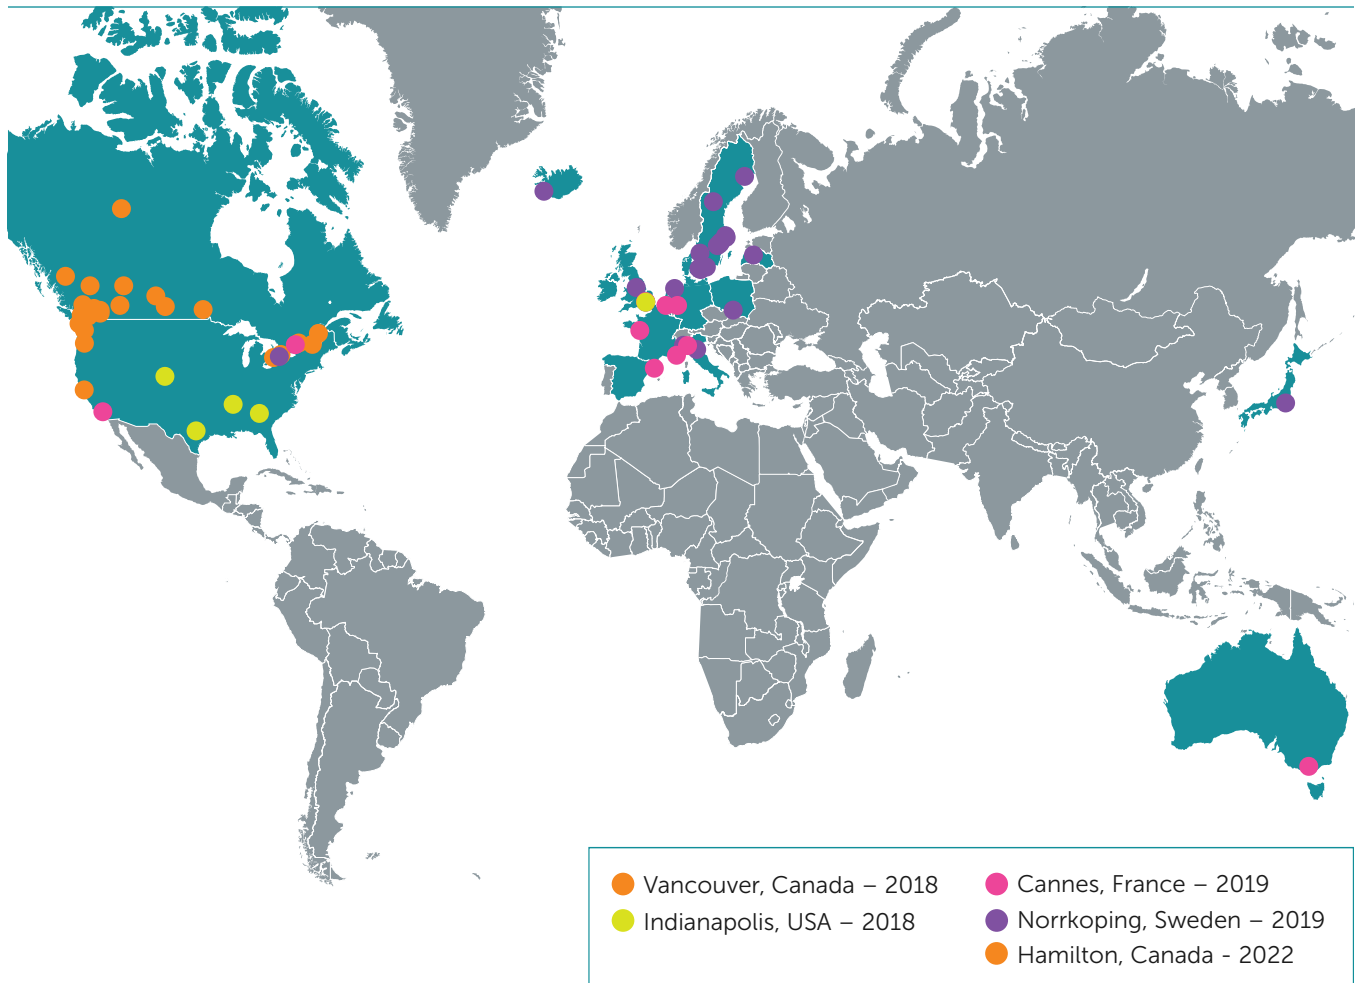 Vancouver, Canada – 2018
Indianapolis, USA – 2018
Cannes, France – 2019
Norrkoping, Sweden – 2019
Hamilton, Canada - 2022